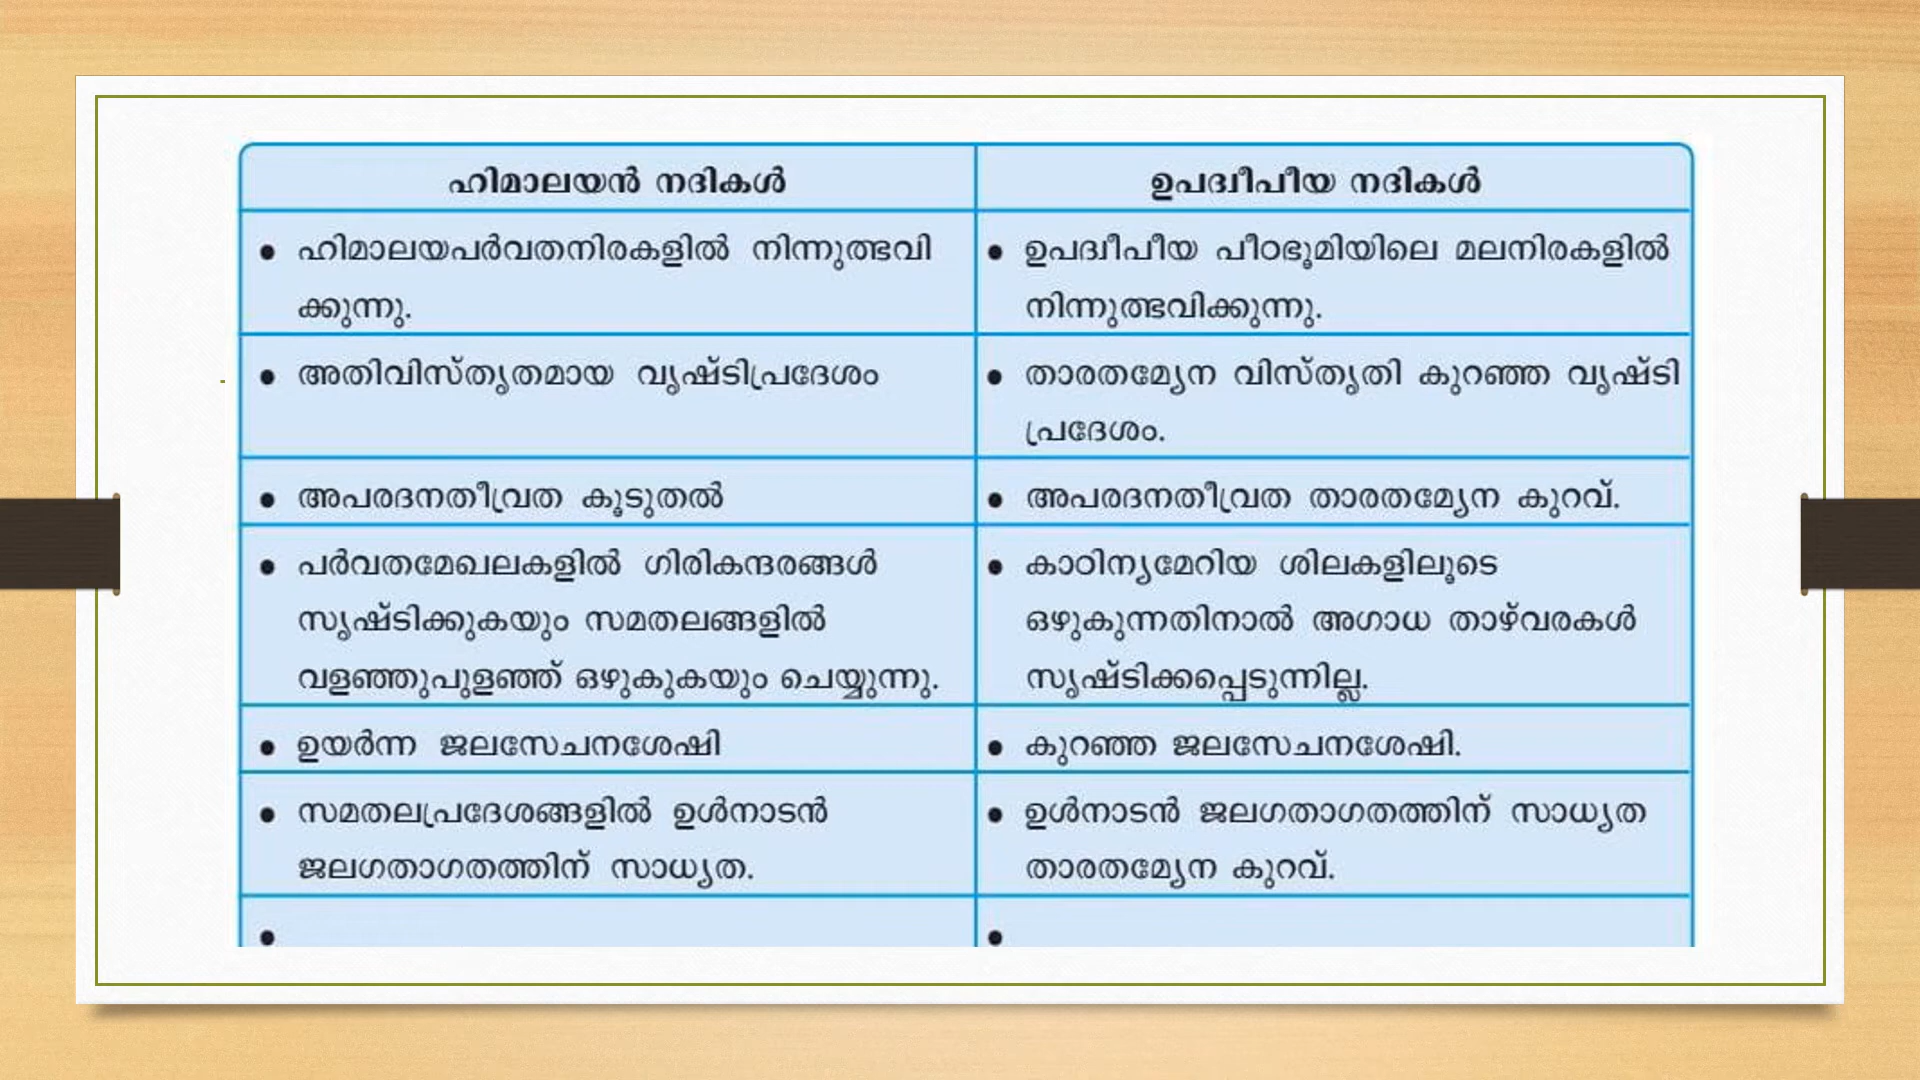 ഹിമാലയൻ നദികൾ
ഉപദ്വീപീയ നദികൾ
• ഹിമാലയപർവതനിരകളിൽ നിന്നുത്ഭവി
ക്കുന്നു.
• ഉപദ്വീപീയ പീഠഭൂമിയിലെ മലനിരകളിൽ
നിന്നുത്ഭവിക്കുന്നു.
• അതിവിസ്തൃതമായ വൃഷ്ടിപ്രദേശം
• താരതമ്യേന വിസ്തൃതി കുറഞ്ഞ വൃഷ്ടി
പ്രദേശം.
• അപരദനതീവ്രത കൂടുതൽ
• അപരദനതീവ്രത താരതമ്യേന കുറവ്.
• പർവതമേഖലകളിൽ ഗിരികന്ദരങ്ങൾ
സൃഷ്ടിക്കുകയും സമതലങ്ങളിൽ
വളഞ്ഞുപുളഞ്ഞ് ഒഴുകുകയും ചെയ്യുന്നു.
• കാഠിന്യമേറിയ ശിലകളിലൂടെ
ഒഴുകുന്നതിനാൽ അഗാധ താഴ്വരകൾ
സൃഷ്ടിക്കപ്പെടുന്നില്ല.
• ഉയർന്ന ജലസേചനശേഷി
• കുറഞ്ഞ ജലസേചനശേഷി.
• സമതലപ്രദേശങ്ങളിൽ ഉൾനാടൻ
ജലഗതാഗതത്തിന് സാധ്യത.
• ഉൾനാടൻ ജലഗതാഗതത്തിന് സാധ്യത
താരതമ്യേന കുറവ്.